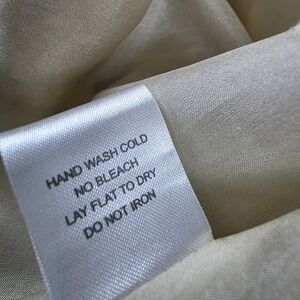 HAND WASH COLD
NO BLEACH
LAY FLAT TO DRY
DO NOT IRON